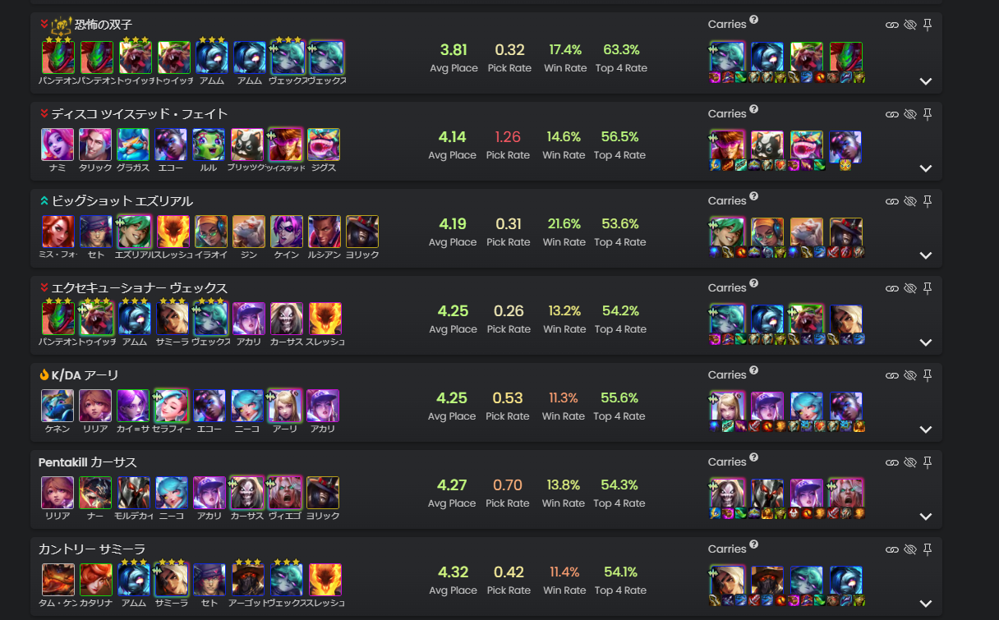 恐怖の双子
Carries ?
3.81 0.32 17.4% 63.3%
Avg Place Pick Rate Win Rate Top 4 Rate
パンテオン パンテオン トゥイッチ トゥイッチ アムム アムム ヴェックス ヴェックス
ディスコ ツイステッド・フェイト
Carries ?
4.14 1.26 14.6% 56.5%
Avg Place Pick Rate Win Rate Top 4 Rate
ナミ タリック グラガス エコー ルル ブリッツク ツイステッド ジグス
ビッグショット エズリアル
Carries ?
4.19 0.31 21.6% 53.6%
Avg Place Pick Rate Win Rate Top 4 Rate
ミス・フォ セト エズリアル スレッシュ イラオイ ジン ケイン ルシアン ヨリック
エクセキューショナー ヴェックス
Carries ?
4.25 0.26 13.2% 54.2%
Avg Place Pick Rate Win Rate Top 4 Rate
パンテオン トゥイッチ アムム サミーラ ヴェックス アカリ カーサス スレッシュ
K/DA アーリ
Carries ?
4.25 0.53 11.3% 55.6%
Avg Place Pick Rate Win Rate Top 4 Rate
ケネン リリア カイ=サ セラフィー エコー ニーコ アーリ アカリ
Pentakill カーサス
Carries ?
4.27 0.70 13.8% 54.3%
Avg Place Pick Rate Win Rate Top 4 Rate
リリア ナー モルデカイ ニーコ アカリ カーサス ヴィエゴ ヨリック
カントリー サミーラ
Carries ?
4.32 0.42 11.4% 54.1%
Avg Place Pick Rate Win Rate Top 4 Rate
タム・ケン カタリナ アムム サミーラ セト アーゴット ヴェックス スレッシュ